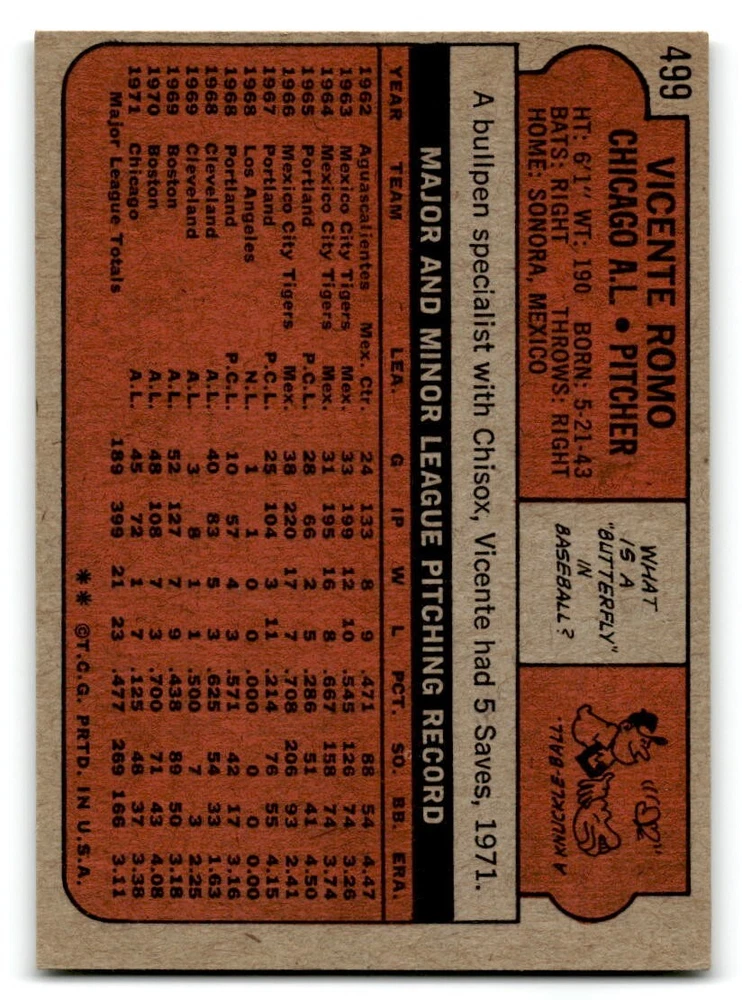 499
VICENTE ROMO
CHICAGO A.L. • PITCHER
HT: 6'1" WT: 190 BORN: 5-21-43
BATS: RIGHT THROWS: RIGHT
HOME: SONORA, MEXICO
WHAT
IS A
"BUTTERFLY"
IN
BASEBALL?
A KNUCKLE-BALL.
A bullpen specialist with Chisox, Vicente had 5 Saves, 1971.
MAJOR AND MINOR LEAGUE PITCHING RECORD
YEAR TEAM LEA. G IP W L PCT. SO. BB. ERA.
1962 Aguascalientes Mex. Ctr. 24 133 8 9 .471 88 54 4.47
1963 Mexico City Tigers Mex. 33 199 12 10 .545 126 74 3.26
1964 Mexico City Tigers Mex. 31 195 16 8 .667 158 74 3.74
1965 Portland P.C.L. 28 66 2 5 .286 51 41 4.50
1966 Mexico City Tigers Mex. 38 220 17 7 .708 206 93 2.41
1967 Portland P.C.L. 25 104 3 11 .214 76 55 4.15
1968 Los Angeles N.L. 1 1 0 0 .000 0 0 0.00
1968 Portland P.C.L. 10 57 4 3 .571 42 17 3.16
1968 Cleveland A.L. 40 83 5 3 .625 54 33 1.63
1969 Cleveland A.L. 3 8 1 1 .500 7 3 2.25
1969 Boston A.L. 52 127 7 9 .438 89 50 3.18
1970 Boston A.L. 48 108 7 3 .700 71 43 4.08
1971 Chicago A.L. 45 72 1 7 .125 48 37 3.38
Major League Totals 189 399 21 23 .477 269 166 3.11
** ©T.C.G. PRTD. IN U.S.A.